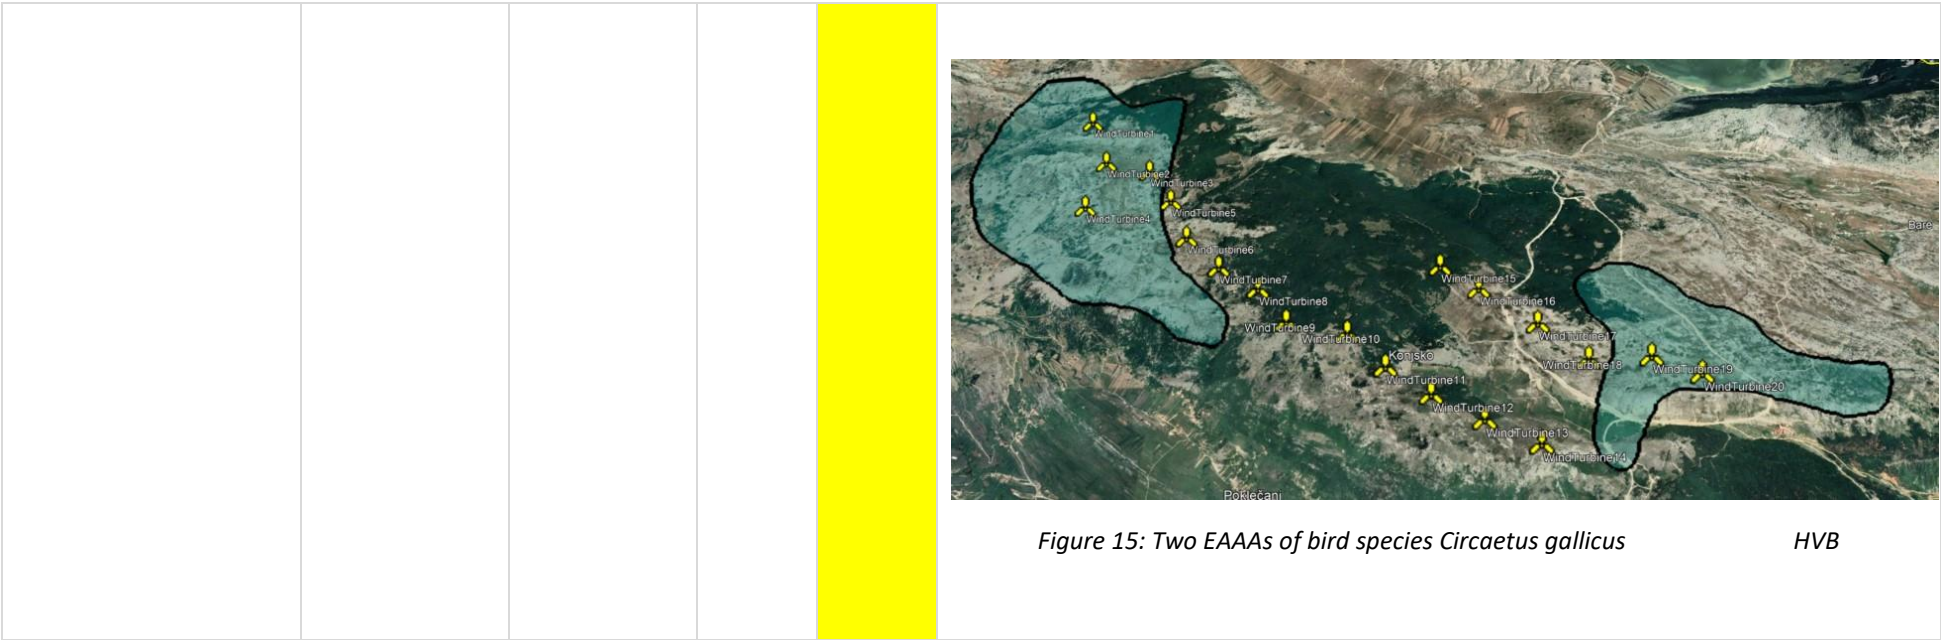 WindTurbine1
WindTurbine2
WindTurbine3
WindTurbine4
WindTurbine5
Bare
WindTurbine6
WindTurbine7
WindTurbine15
WindTurbine8
WindTurbine16
WindTurbine9
WindTurbine10
WindTurbine17
Konjsko
WindTurbine18
WindTurbine19
WindTurbine11
WindTurbine20
WindTurbine12
WindTurbine13
WindTurbine14
Poklečani
Figure 15: Two EAAAs of bird species Circaetus gallicus HVB